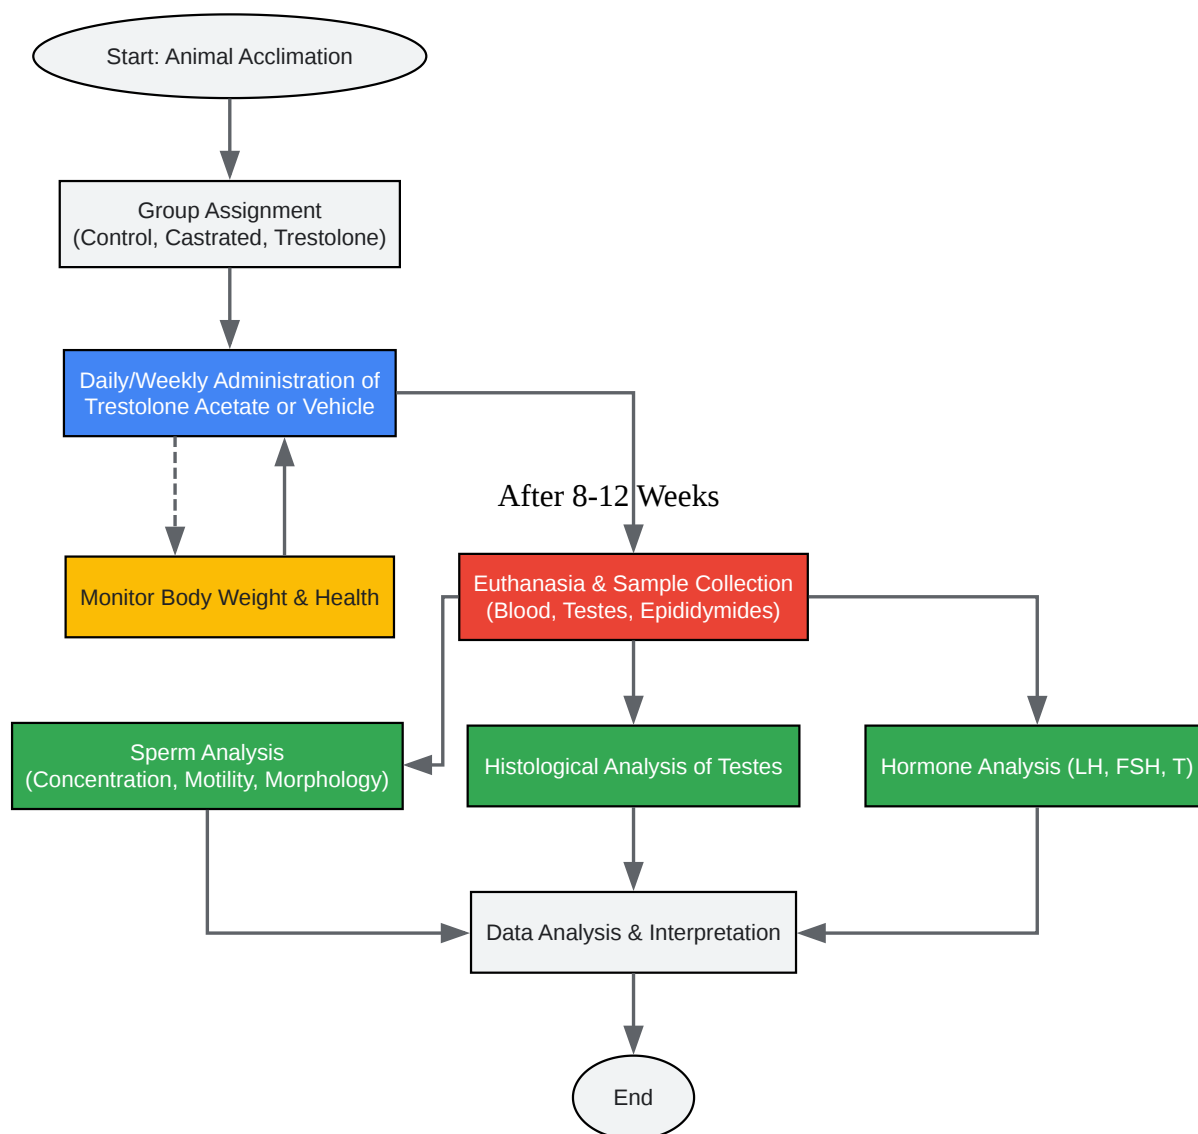 Start: Animal Acclimation
Group Assignment
(Control, Castrated, Trestolone)
Daily/Weekly Administration of
Trestolone Acetate or Vehicle
After 8-12 Weeks
Monitor Body Weight & Health
Euthanasia & Sample Collection
(Blood, Testes, Epididymides)
Sperm Analysis
(Concentration, Motility, Morphology)
Histological Analysis of Testes
Hormone Analysis (LH, FSH, T)
Data Analysis & Interpretation
End